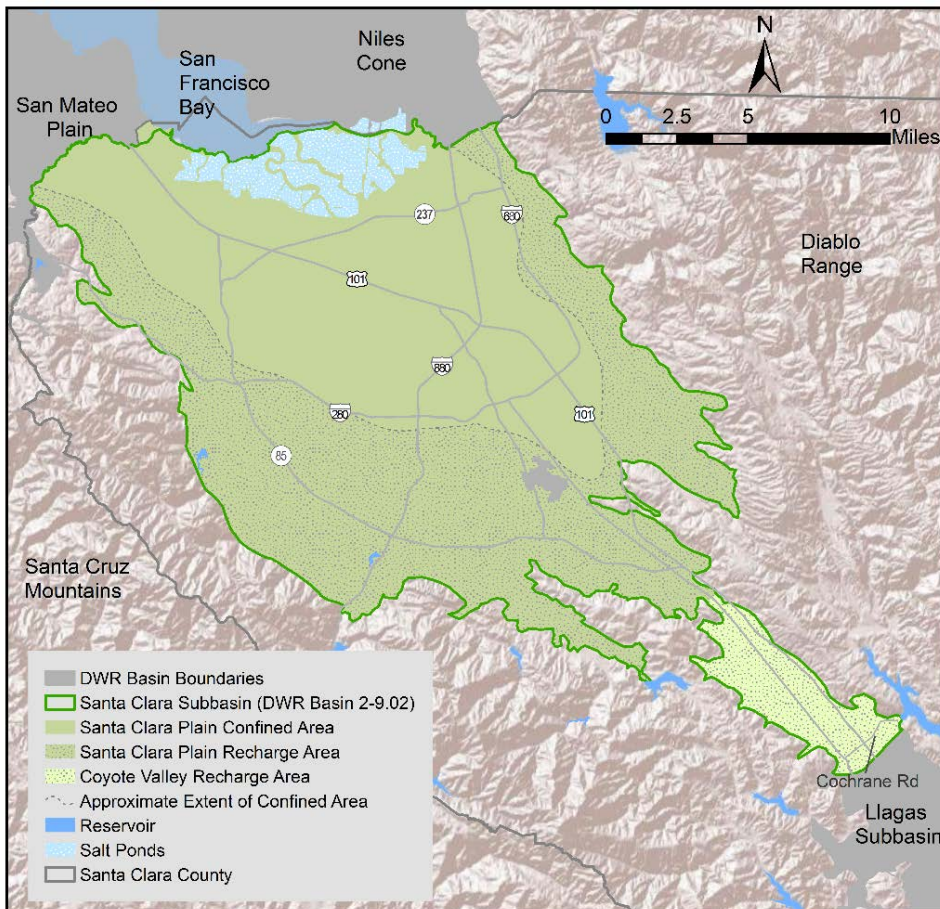 Niles
Cone
N
San
Francisco
Bay
San Mateo
Plain
0 2.5 5 10
Miles
237
680
Diablo
Range
101
880
280
101
85
Santa Cruz
Mountains
DWR Basin Boundaries
Santa Clara Subbasin (DWR Basin 2-9.02)
Santa Clara Plain Confined Area
Santa Clara Plain Recharge Area
Coyote Valley Recharge Area
Approximate Extent of Confined Area
Reservoir
Salt Ponds
Santa Clara County
Cochrane Rd
Llagas
Subbasin